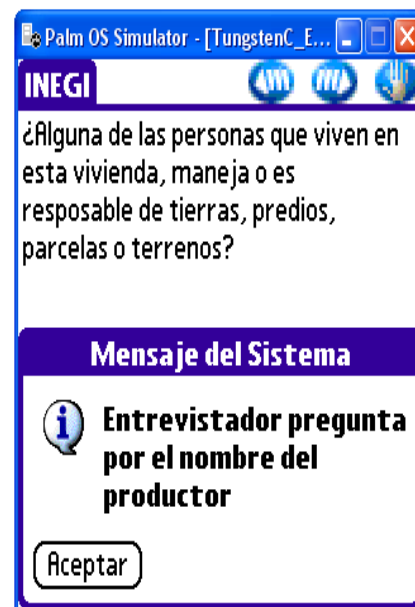 Palm OS Simulator - [TungstenC_E...
INEGI
¿Alguna de las personas que viven en
esta vivienda, maneja o es
resposable de tierras, predios,
parcelas o terrenos?
Mensaje del Sistema
Entrevistador pregunta
por el nombre del
productor
Aceptar